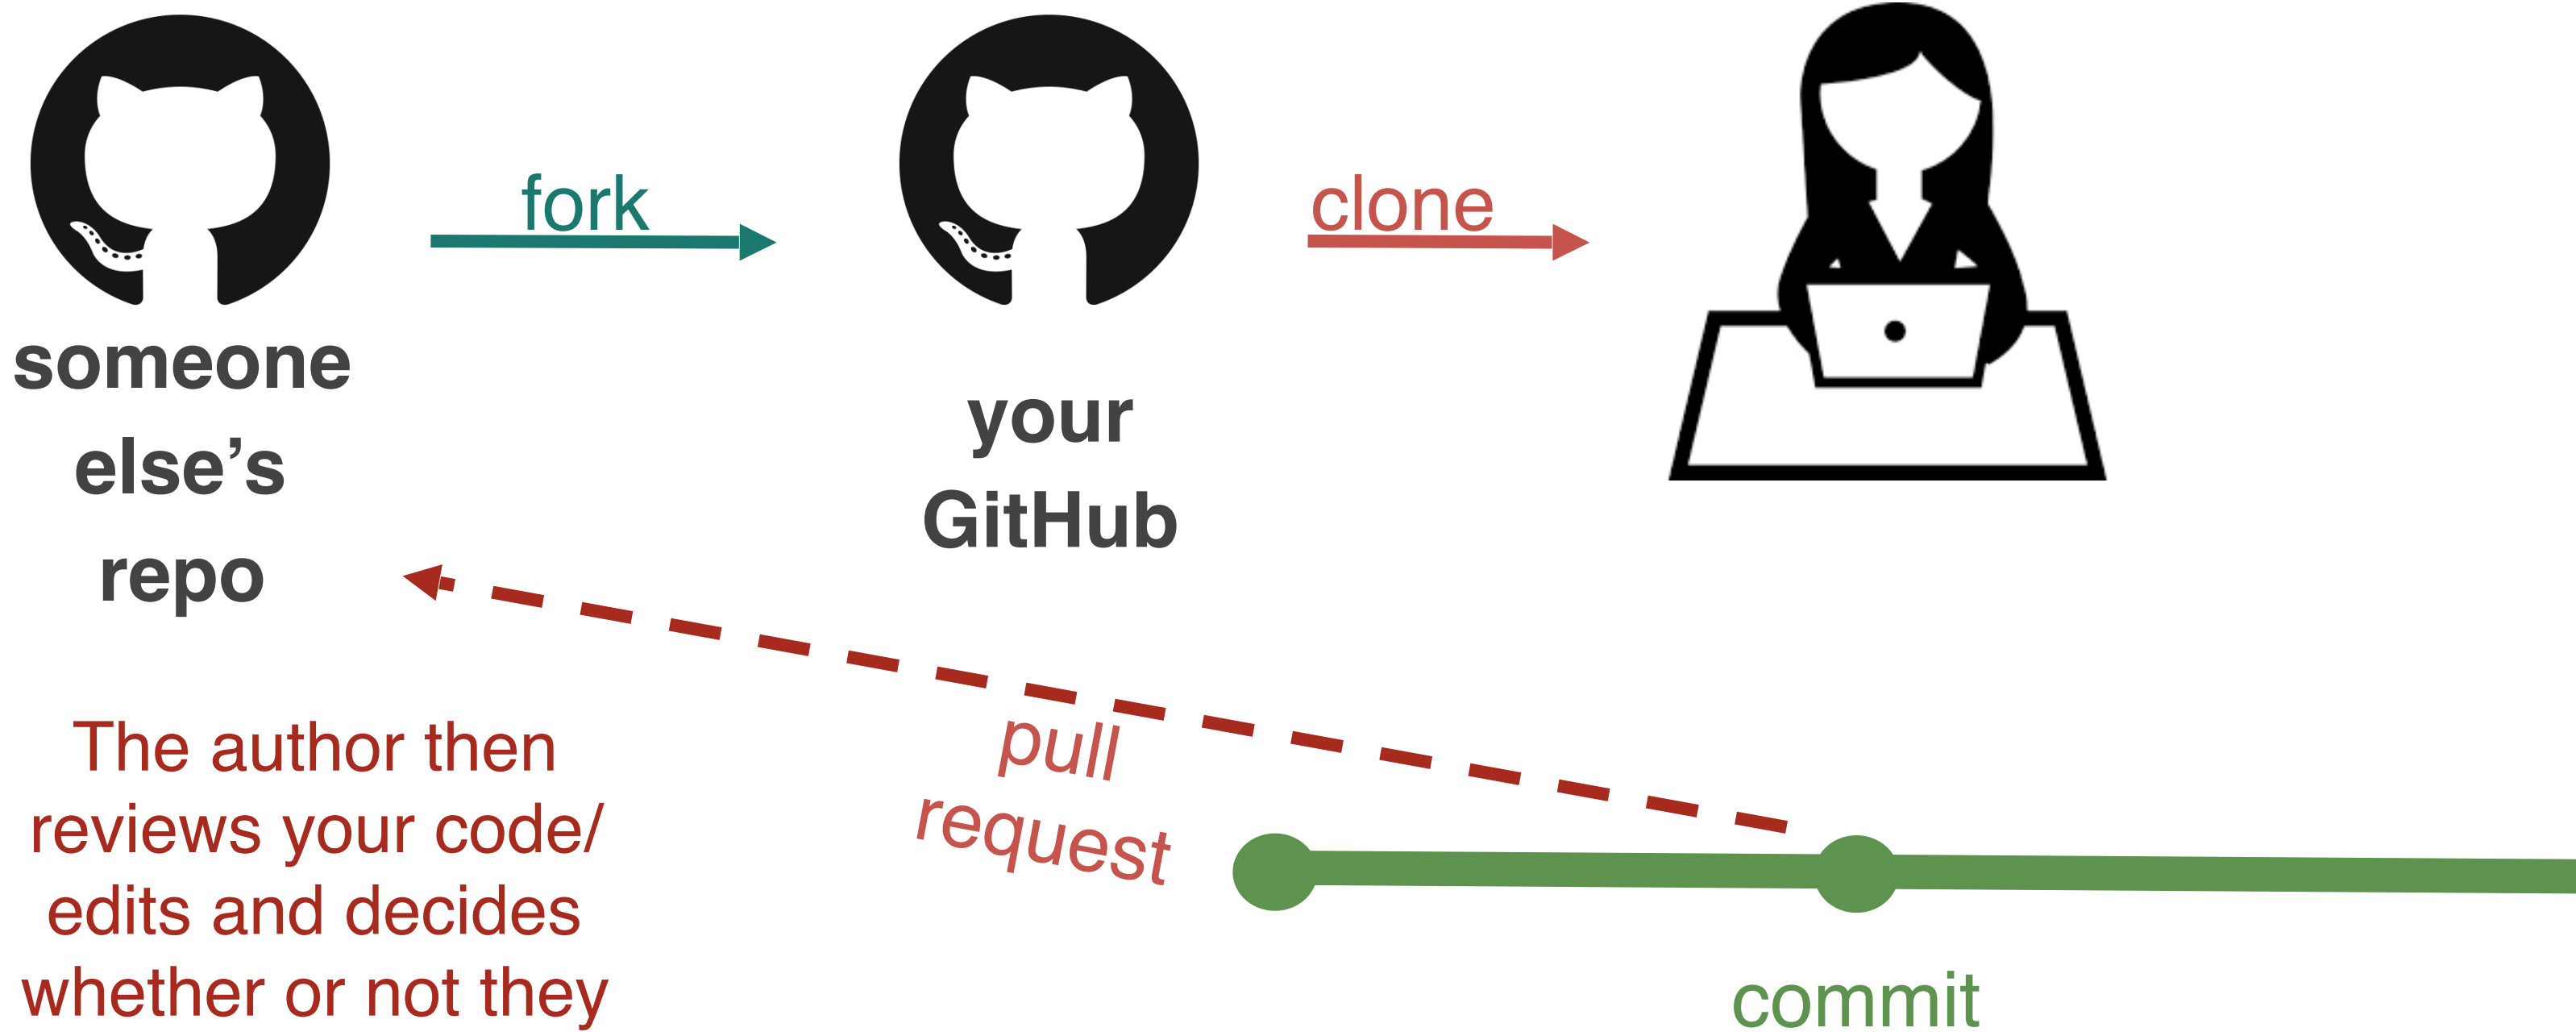 fork
clone
someone
else's
repo
your
GitHub
pull
request
The author then
reviews your code/
edits and decides
whether or not they
commit